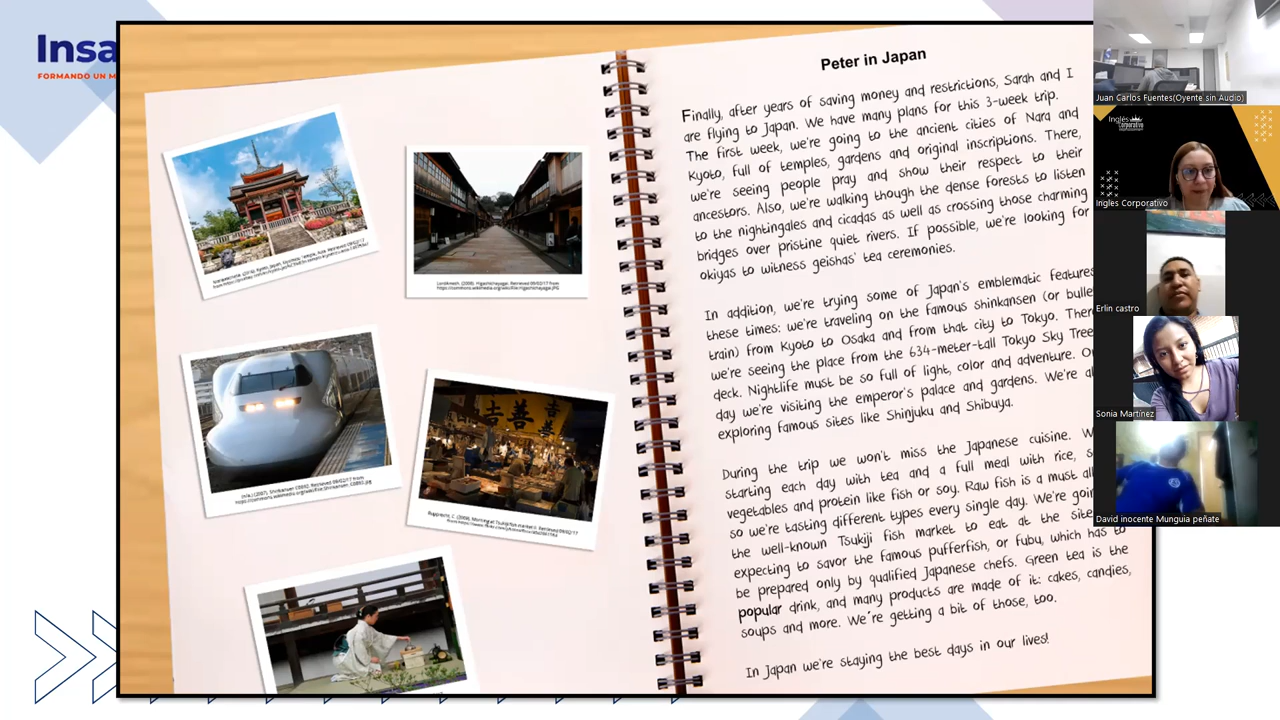 Insa
FORMANDO UN M
Peter in Japan
Finally, after years of saving money and restrictions, Sarah and I
are flying to Japan. We have many plans for this 3-week trip.
The first week, we're going to the ancient cities of Nara and
Kyoto, full of temples, gardens and original inscriptions. There,
we're seeing people pray and show their respect to their
ancestors. Also, we're walking though the dense forests to listen
to the nightingales and cicadas as well as crossing those charming
bridges over pristine quiet rivers. If possible, we're looking for
okiyas to witness geishas' tea ceremonies.
In addition, we're trying some of Japan's emblematic features
these times: we're traveling on the famous shinkansen (or bulle
train) from Kyoto to Osaka and from that city to Tokyo. Ther
we're seeing the place from the 634-meter-tall Tokyo Sky Tree
deck. Nightlife must be so full of light, color and adventure. O
day we're visiting the emperor's palace and gardens. We're al
exploring famous sites like Shinjuku and Shibuya.
During the trip we won't miss the Japanese cuisine. W
starting each day with tea and a full meal with rice, s
vegetables and protein like fish or soy. Raw fish is a must all
so we're tasting different types every single day. We're goin
the well-known Tsukiji fish market to eat at the site
expecting to savor the famous pufferfish, or fubu, which has to
be prepared only by qualified Japanese chefs. Green tea is the
popular drink, and many products are made of it: cakes, candies,
soups and more. We're getting a bit of those, too.
In Japan we're staying the best days in our lives!
吉 善 吉
善
Juan Carlos Fuentes(Oyente sin Audio)
Inglés
Corporativo
Ingles Corporativo
Erlin castro
Sonia Martínez
David inocente Munguia peñate